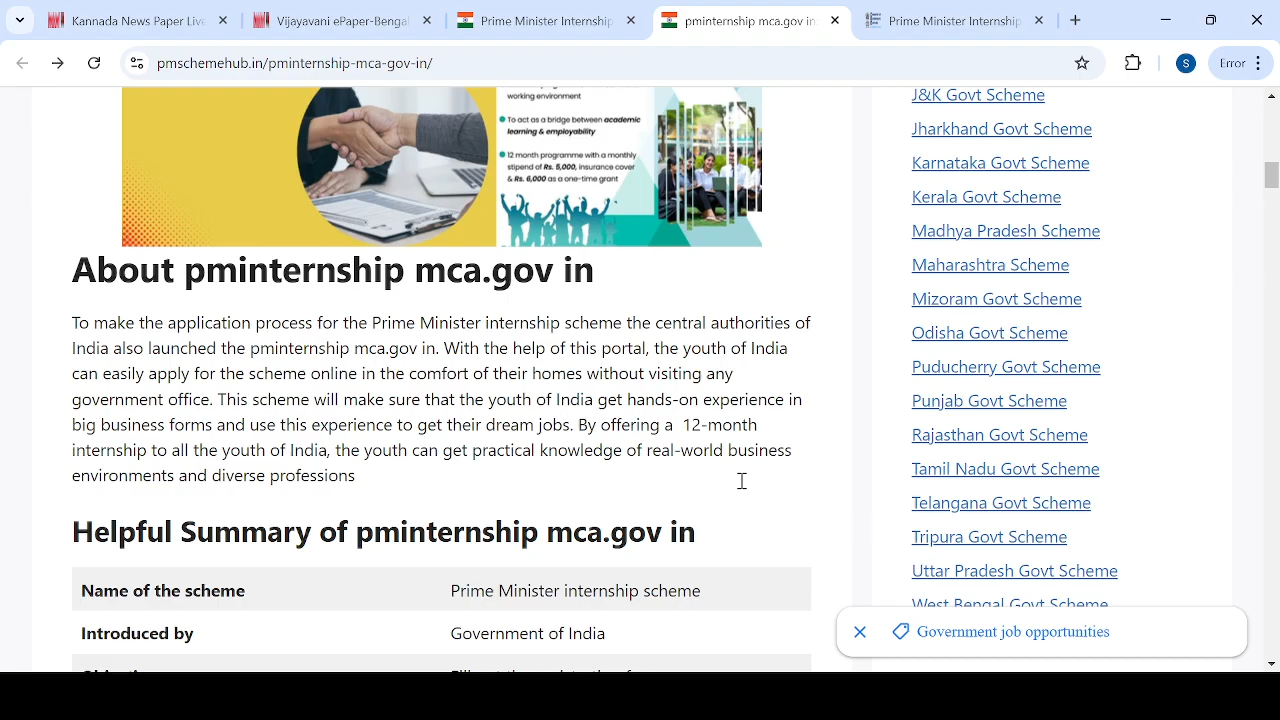 Kannada News Paper Live
Vijayavani ePaper-Bengal
Prime Minister Internship
pminternship mca.gov in:
Prime Minister Internship
pmschemehub.in/pminternship-mca-gov-in/
S
Error
working environment
To act as a bridge between academic
learning & employability
12 month programme with a monthly
stipend of Rs. 5,000, insurance cover
& Rs. 6,000 as a one-time grant
About pminternship mca.gov in
To make the application process for the Prime Minister internship scheme the central authorities of
India also launched the pminternship mca.gov in. With the help of this portal, the youth of India
can easily apply for the scheme online in the comfort of their homes without visiting any
government office. This scheme will make sure that the youth of India get hands-on experience in
big business forms and use this experience to get their dream jobs. By offering a 12-month
internship to all the youth of India, the youth can get practical knowledge of real-world business
environments and diverse professions
Helpful Summary of pminternship mca.gov in
Name of the scheme Prime Minister internship scheme
Introduced by Government of India
J&K Govt Scheme
Jharkhand Govt Scheme
Karnataka Govt Scheme
Kerala Govt Scheme
Madhya Pradesh Scheme
Maharashtra Scheme
Mizoram Govt Scheme
Odisha Govt Scheme
Puducherry Govt Scheme
Punjab Govt Scheme
Rajasthan Govt Scheme
Tamil Nadu Govt Scheme
Telangana Govt Scheme
Tripura Govt Scheme
Uttar Pradesh Govt Scheme
West Bengal Govt Scheme
Government job opportunities